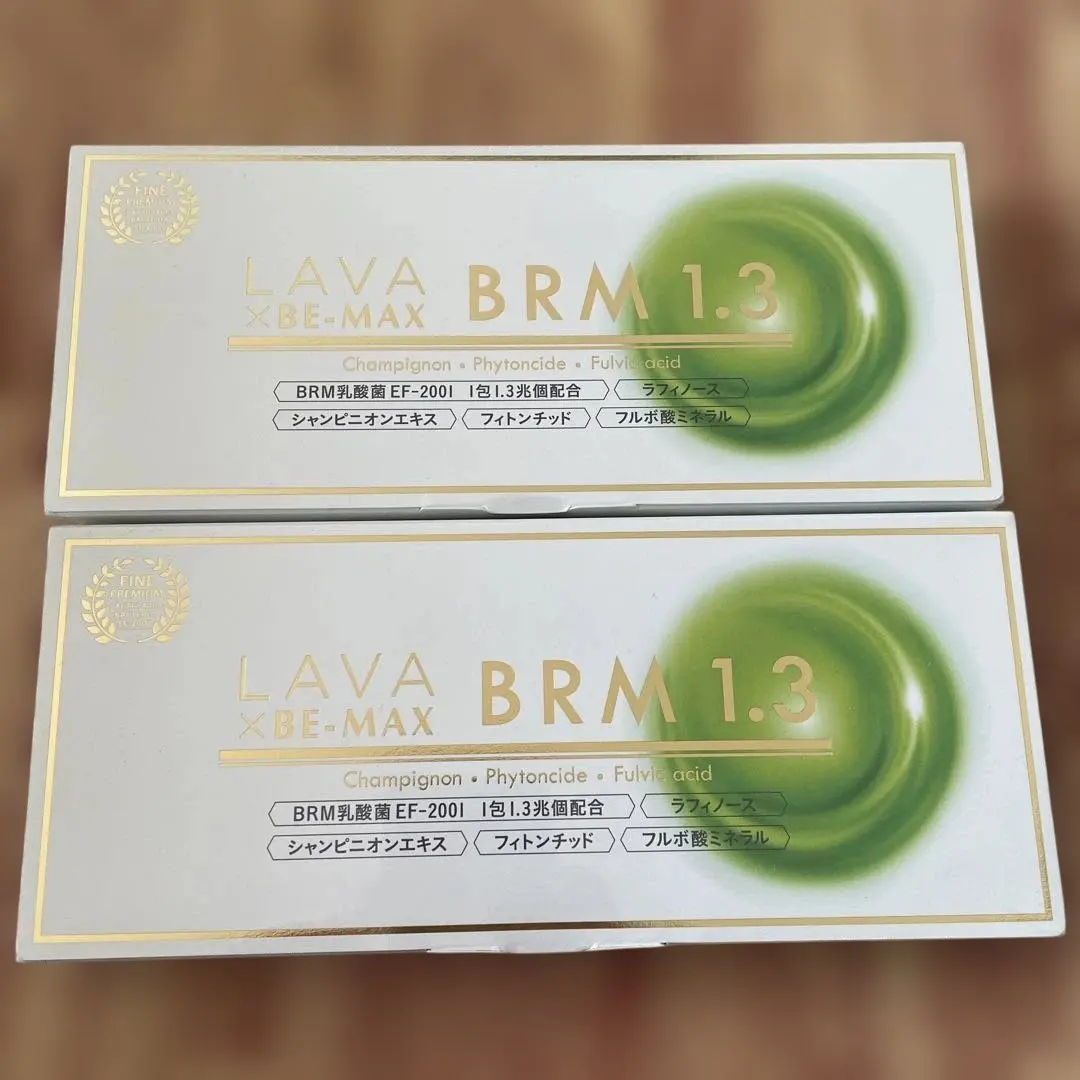 FINE
PREMIUM
LAVA
×BE-MAX
BRM 1.3
Champignon • Phytoncide • Fulvic acid
BRM乳酸菌 EF-2001 1包1.3兆個配合
ラフィノース
シャンピニオンエキス
フィトンチッド
フルボ酸ミネラル
FINE
PREMIUM
LAVA
×BE-MAX
BRM 1.3
Champignon • Phytoncide • Fulvic acid
BRM乳酸菌 EF-2001 1包1.3兆個配合
ラフィノース
シャンピニオンエキス
フィトンチッド
フルボ酸ミネラル